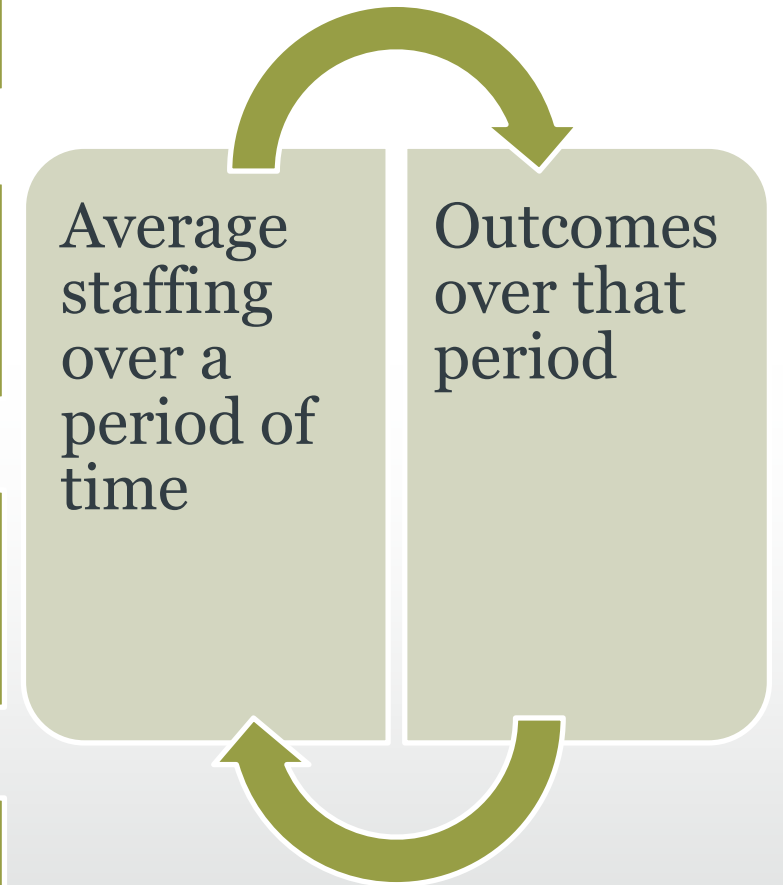 Average
staffing
over a
period of
time
Outcomes
over that
period